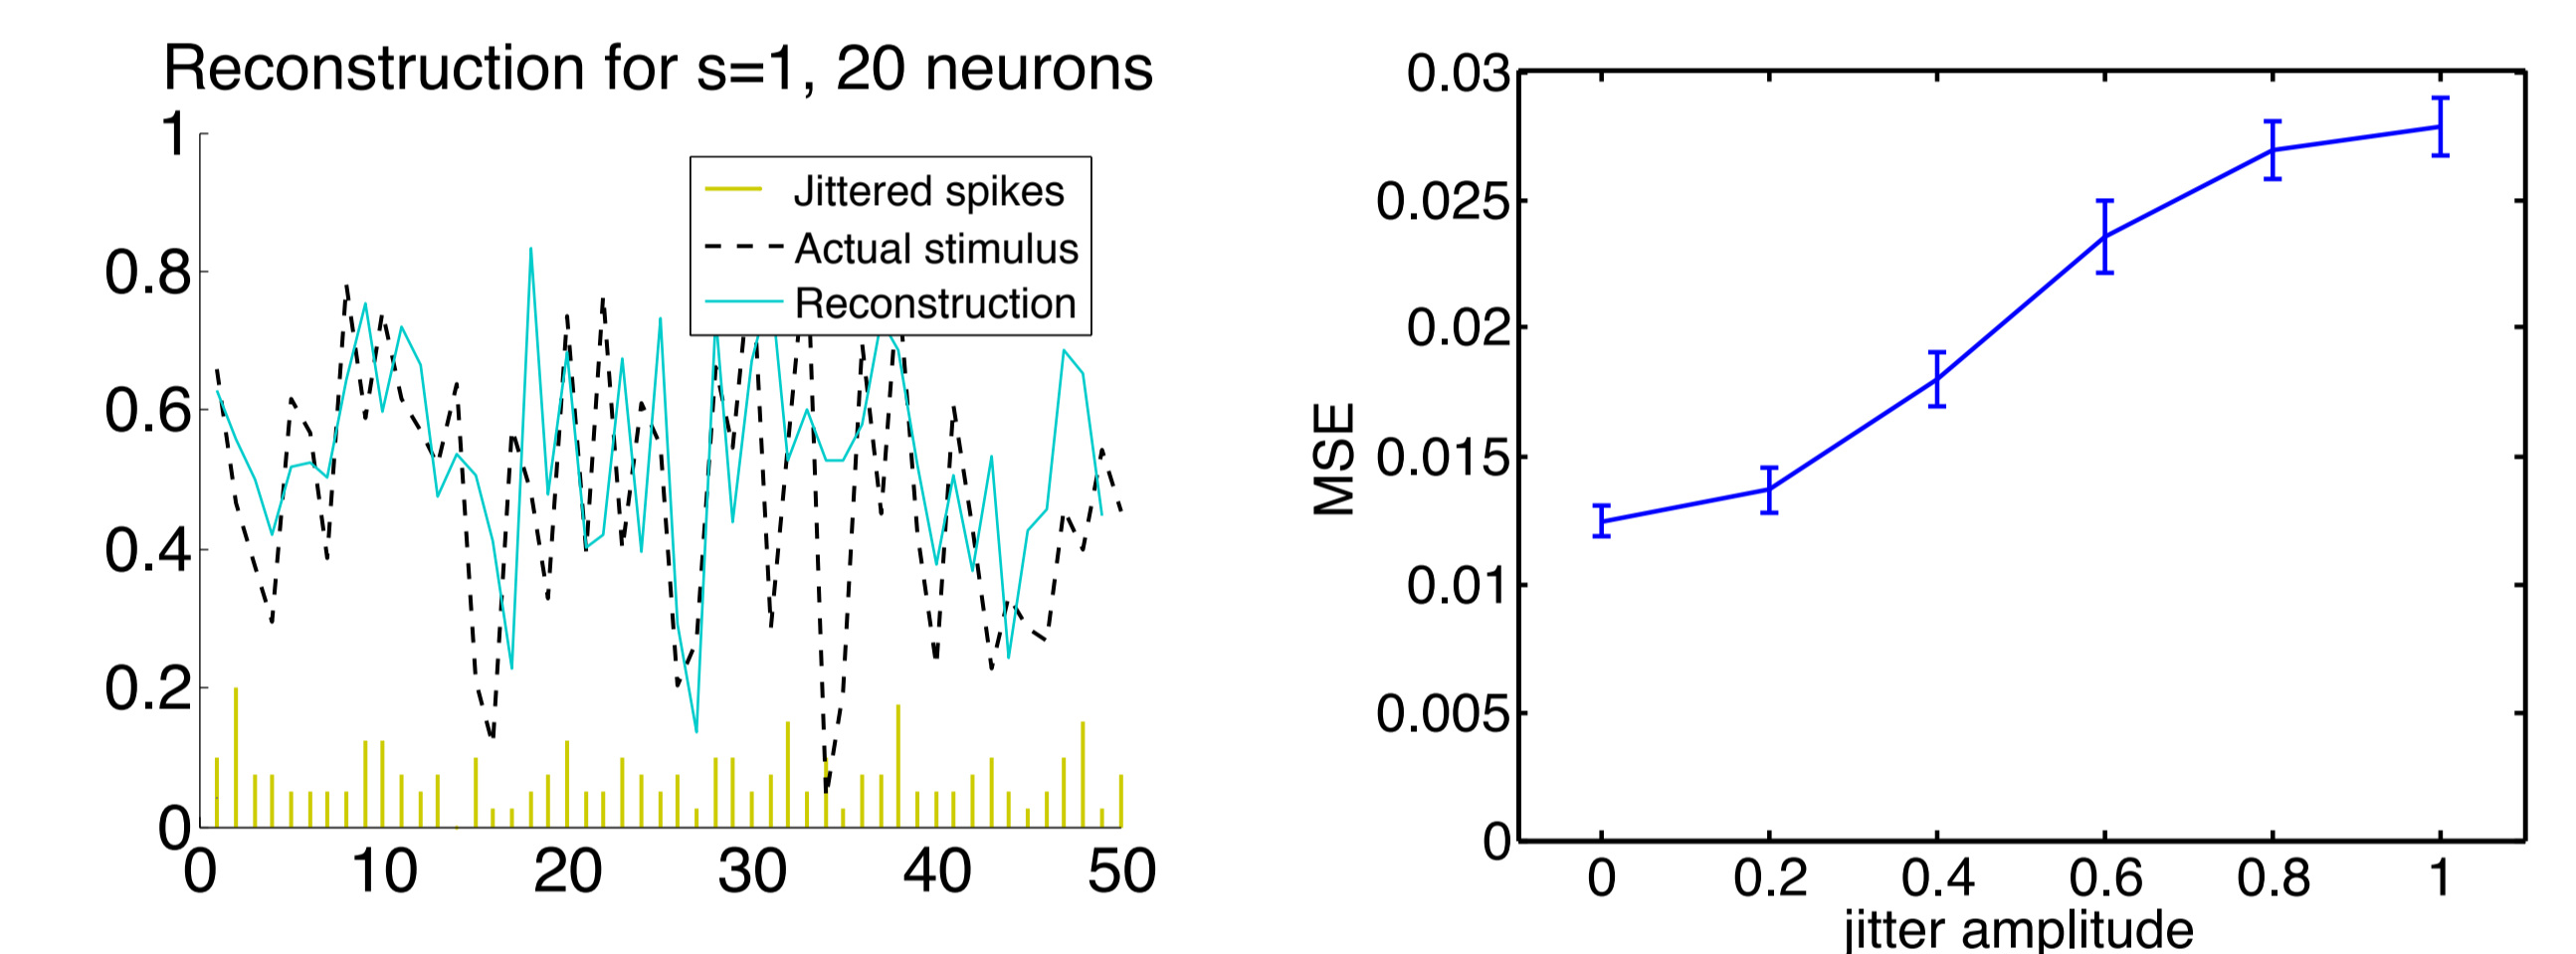 Reconstruction for s=1, 20 neurons
1
0.8
0.6
0.4
0.2
0
0 10 20 30 40 50
Jittered spikes
Actual stimulus
Reconstruction
0.03
0.025
0.02
0.015
0.01
0.005
0
MSE
0 0.2 0.4 0.6 0.8 1
jitter amplitude